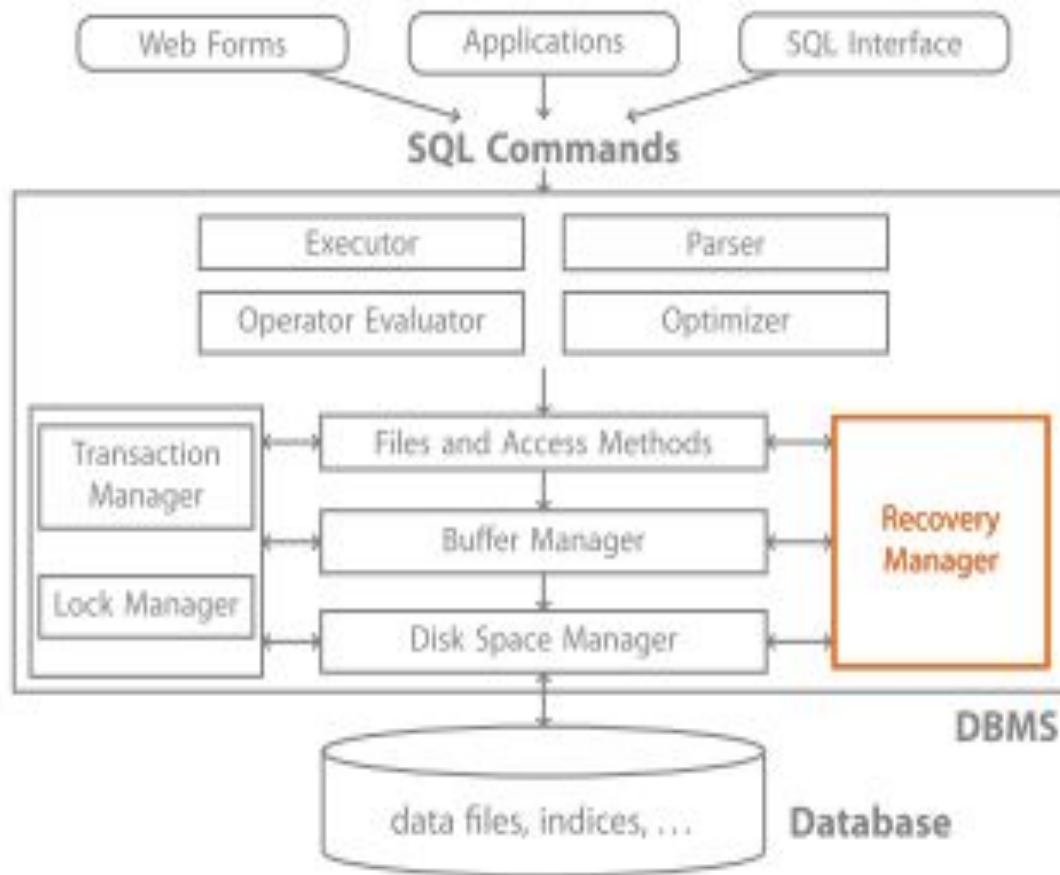 Web Forms
Applications
SQL Interface
SQL Commands
Executor
Parser
Operator Evaluator
Optimizer
Transaction
Manager
Lock Manager
Files and Access Methods
Buffer Manager
Disk Space Manager
Recovery
Manager
DBMS
data files, indices, ...
Database